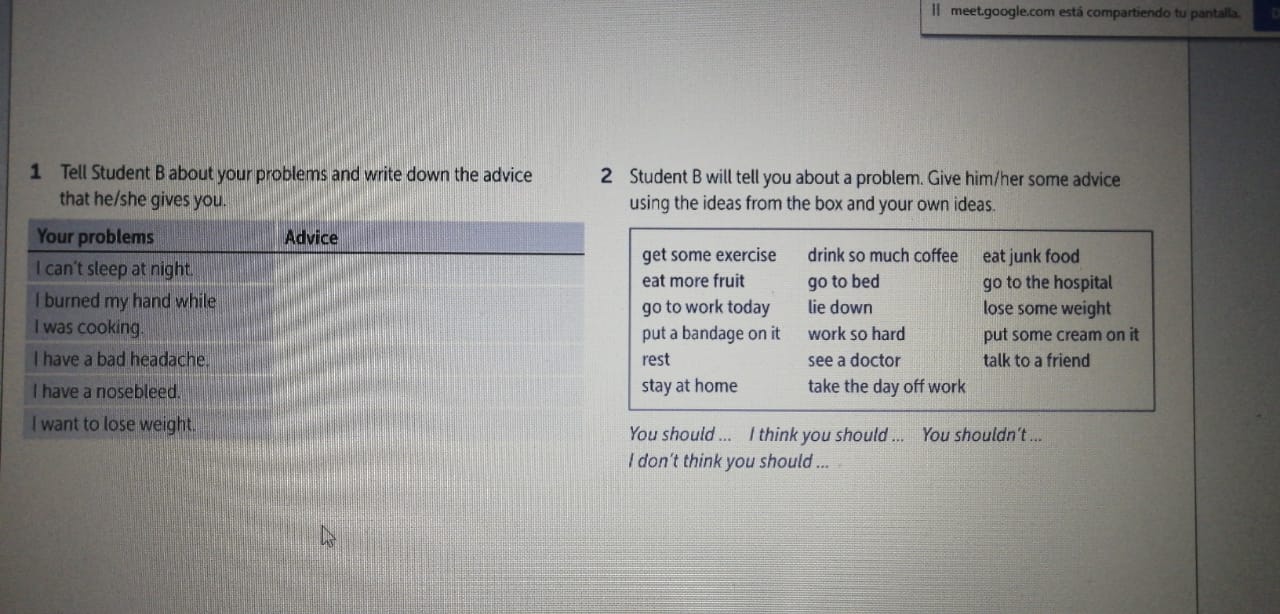 meet.google.com está compartiendo tu pantalla.
1 Tell Student B about your problems and write down the advice
that he/she gives you.
Your problems Advice
I can't sleep at night.
I burned my hand while
I was cooking.
I have a bad headache.
I have a nosebleed.
I want to lose weight.
2 Student B will tell you about a problem. Give him/her some advice
using the ideas from the box and your own ideas.
get some exercise drink so much coffee eat junk food
eat more fruit go to bed go to the hospital
go to work today lie down lose some weight
put a bandage on it work so hard put some cream on it
rest see a doctor talk to a friend
stay at home take the day off work
You should ... I think you should ... You shouldn't ...
I don't think you should ...